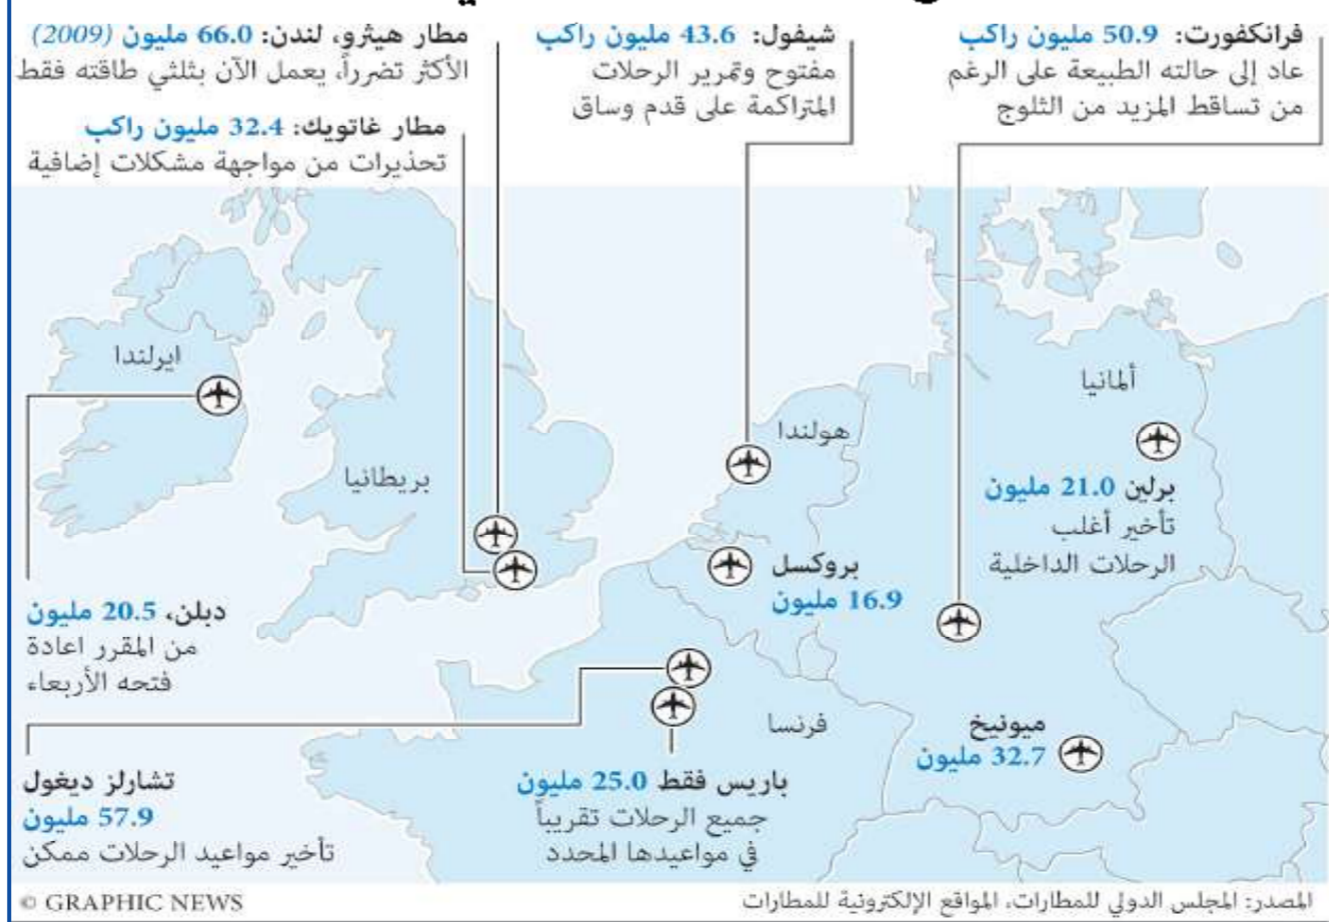 فرانكفورت: 50.9 مليون راكب
عاد إلى حالته الطبيعة على الرغم
من تساقط المزيد من الثلوج
شيفول: 43.6 مليون راكب
مفتوح وتمرير الرحلات
المتراكمة على قدم وساق
مطار هيثرو، لندن: 66.0 مليون (2009)
الأكثر تضرراً، يعمل الآن بثلثي طاقته فقط
مطار غاتويك: 32.4 مليون راكب
تحذيرات من مواجهة مشكلات إضافية
ايرلندا
بريطانيا
هولندا
ألمانيا
برلين 21.0 مليون
تأخير أغلب
الرحلات الداخلية
بروكسل
16.9 مليون
دبلن، 20.5 مليون
من المقرر اعادة
فتحه الأربعاء
فرنسا
ميونيخ
32.7 مليون
باريس فقط 25.0 مليون
جميع الرحلات تقريباً
في مواعيدها المحدد
تشارلز ديغول
57.9 مليون
تأخير مواعيد الرحلات ممكن
المصدر: المجلس الدولي للمطارات، المواقع الإلكترونية للمطارات
© GRAPHIC NEWS